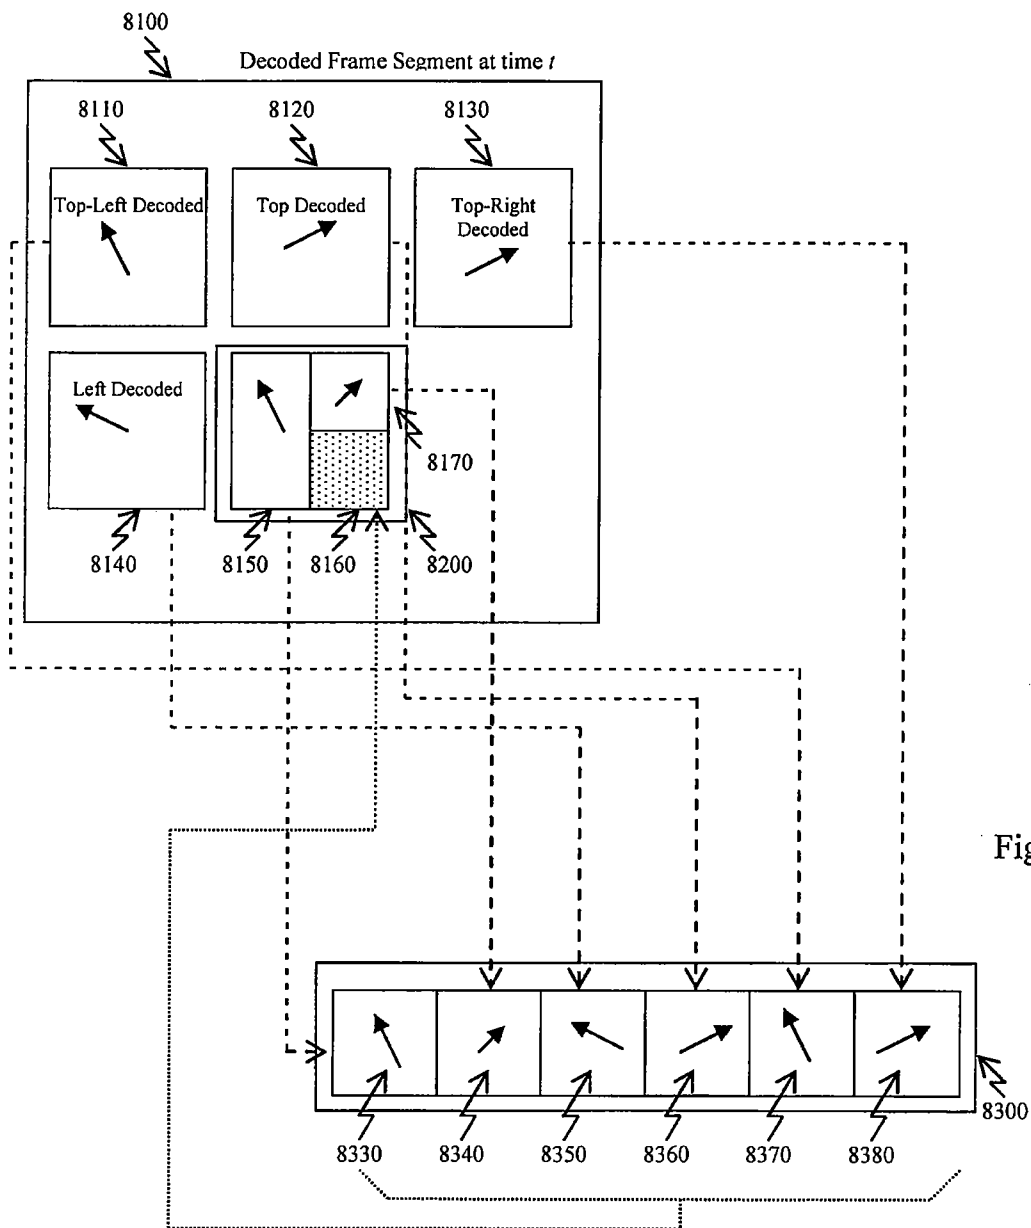 8100
Decoded Frame Segment at time t
8110
8120
8130
Top-Left Decoded
Top Decoded
Top-Right
Decoded
Left Decoded
8170
8140
8150
8160
8200
Fig
8300
8330
8340
8350
8360
8370
8380